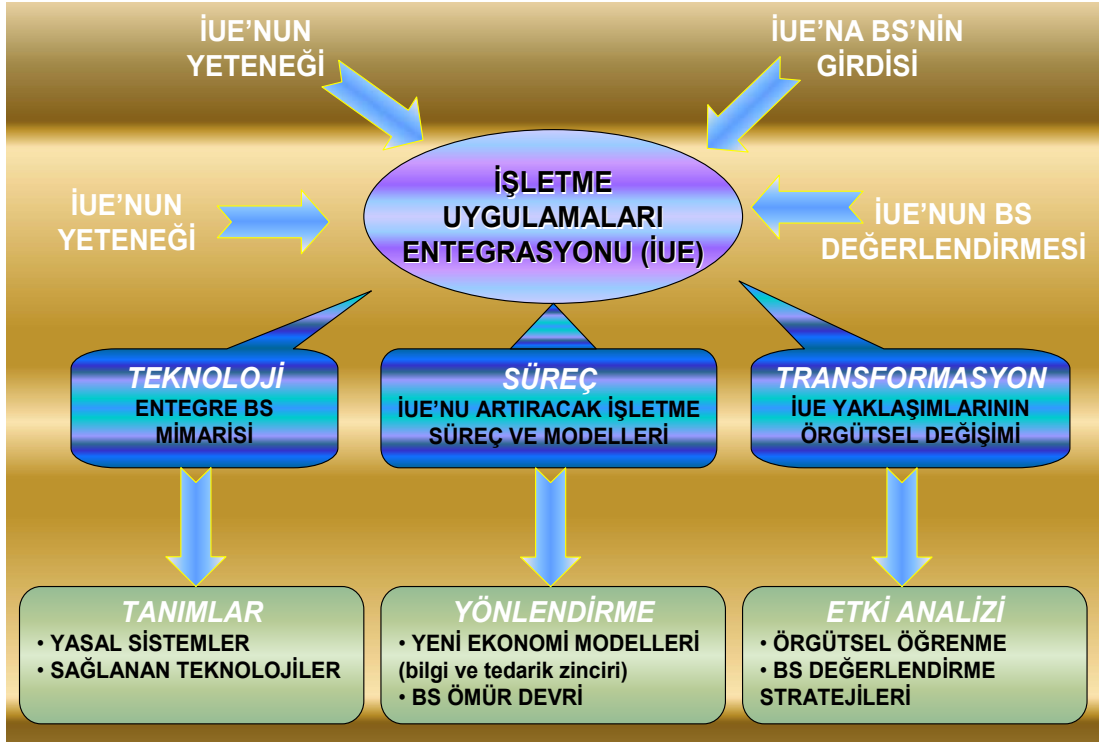 İUE’NUN
YETENEĞİ
İUE’NA BS’NİN
GİRDİSİ
İUE’NUN
YETENEĞİ
İŞLETME
UYGULAMALARI
ENTEGRASYONU (İUE)
İUE’NUN BS
DEĞERLENDİRMESİ
TEKNOLOJİ
ENTEGRE BS
MİMARİSİ
SÜREÇ
İUE’NU ARTIRACAK İŞLETME
SÜREÇ VE MODELLERİ
TRANSFORMASYON
İUE YAKLAŞIMLARININ
ÖRGÜTSEL DEĞİŞİMİ
TANIMLAR
• YASAL SİSTEMLER
• SAĞLANAN TEKNOLOJİLER
YÖNLENDİRME
• YENİ EKONOMİ MODELLERİ
(bilgi ve tedarik zinciri)
• BS ÖMÜR DEVRİ
ETKİ ANALİZİ
• ÖRGÜTSEL ÖĞRENME
• BS DEĞERLENDİRME
STRATEJİLERİ